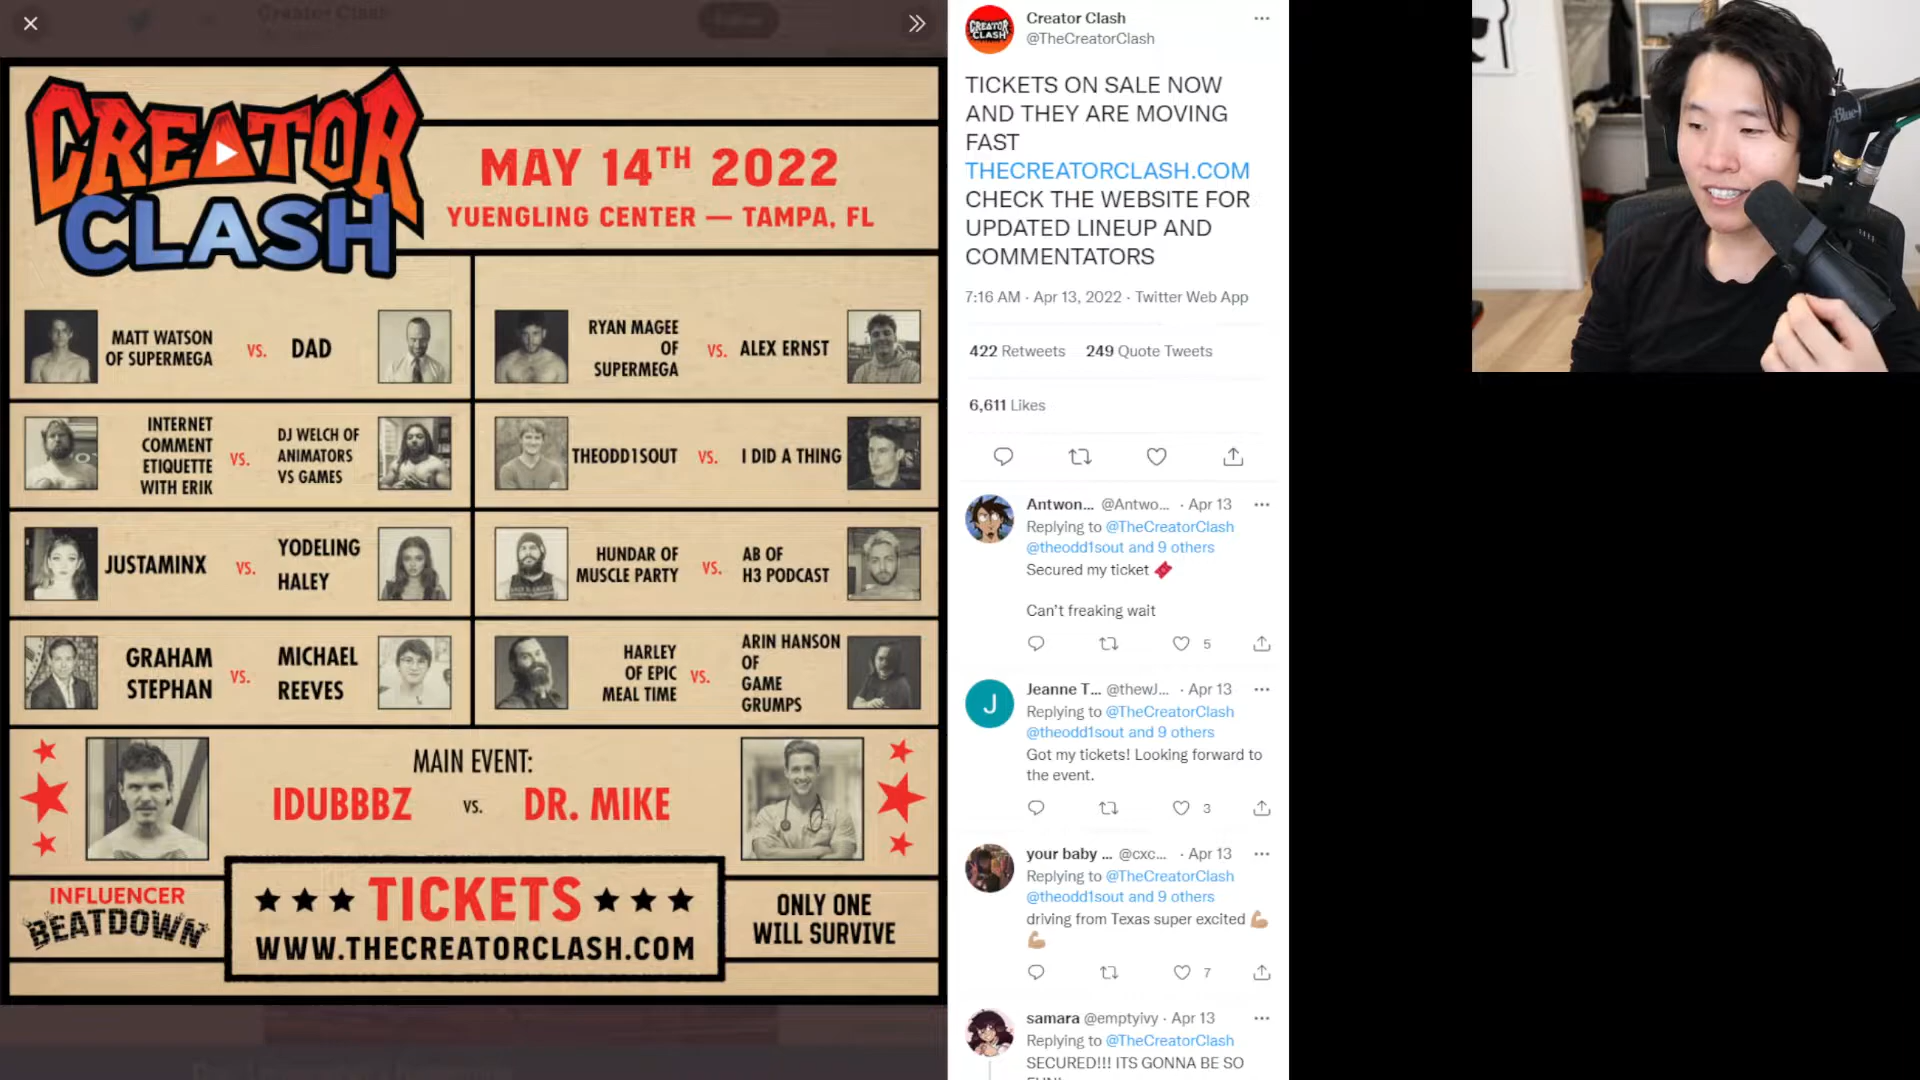 CREATOR
CLASH
MAY 14TH 2022
YUENGLING CENTER — TAMPA, FL
MATT WATSON
OF SUPERMEGA
VS.
DAD
RYAN MAGEE
OF
SUPERMEGA
VS.
ALEX ERNST
INTERNET
COMMENT
ETIQUETTE
WITH ERIK
VS.
DJ WELCH OF
ANIMATORS
VS GAMES
THEODD1SOUT
VS.
I DID A THING
JUSTAMINX
VS.
YODELING
HALEY
HUNDAR OF
MUSCLE PARTY
VS.
AB OF
H3 PODCAST
GRAHAM
STEPHAN
VS.
MICHAEL
REEVES
HARLEY
OF EPIC
MEAL TIME
VS.
ARIN HANSON
OF
GAME
GRUMPS
MAIN EVENT:
IDUBBBZ
VS.
DR. MIKE
INFLUENCER
BEATDOWN
TICKETS
WWW.THECREATORCLASH.COM
ONLY ONE
WILL SURVIVE
CREATOR
CLASH
Creator Clash
@TheCreatorClash
TICKETS ON SALE NOW
AND THEY ARE MOVING
FAST
THECREATORCLASH.COM
CHECK THE WEBSITE FOR
UPDATED LINEUP AND
COMMENTATORS
7:16 AM · Apr 13, 2022 · Twitter Web App
422 Retweets 249 Quote Tweets
6,611 Likes
Antwon... @Antwo... · Apr 13
Replying to @TheCreatorClash
@theodd1sout and 9 others
Secured my ticket
Can't freaking wait
5
J
Jeanne T... @thewJ... · Apr 13
Replying to @TheCreatorClash
@theodd1sout and 9 others
Got my tickets! Looking forward to
the event.
3
your baby ... @cxc... · Apr 13
Replying to @TheCreatorClash
@theodd1sout and 9 others
driving from Texas super excited
7
samara @emptyivy · Apr 13
Replying to @TheCreatorClash
SECURED!!! ITS GONNA BE SO
Blue